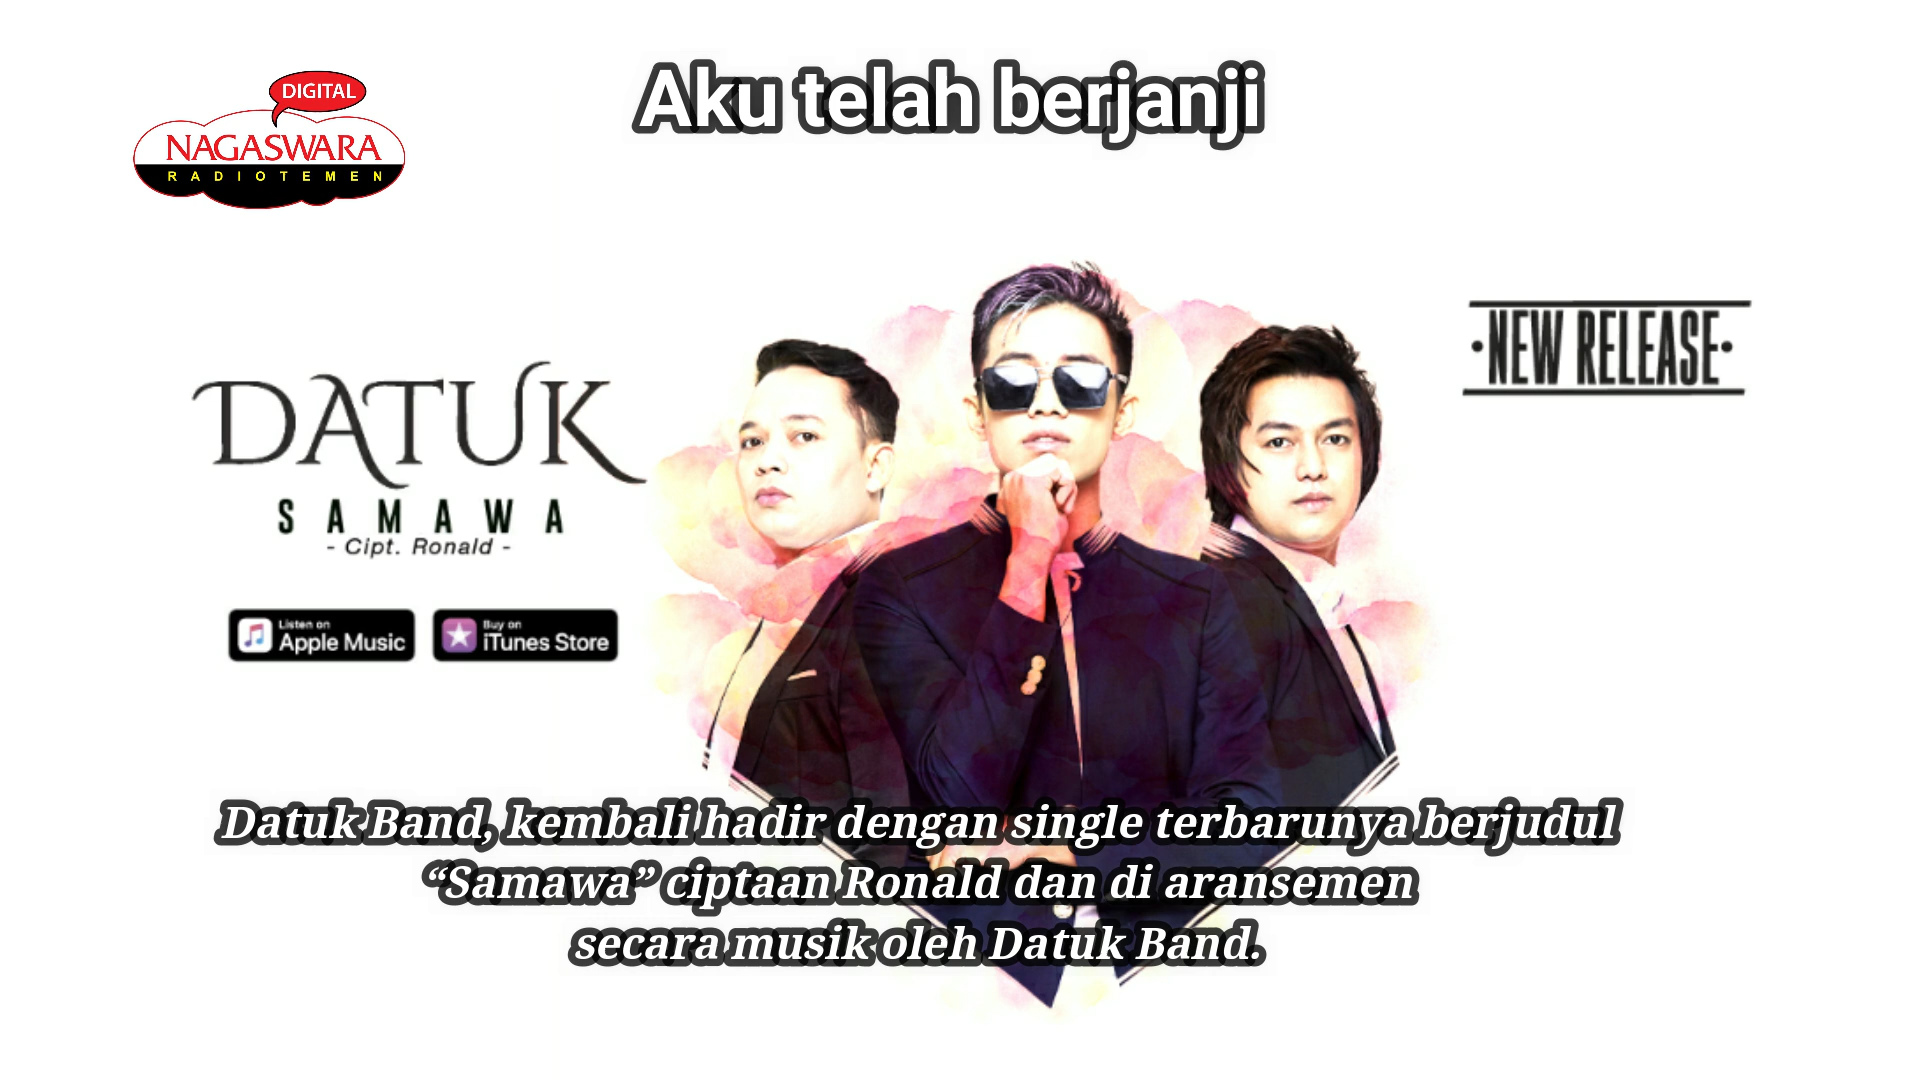 Aku telah berjanji
DIGITAL
NAGASWARA
RADIOTEMEN
NEW RELEASE
DATUK
SAMAWA
- Cipt. Ronald -
Listen on
Apple Music
Buy on
iTunes Store
Datuk Band, kembali hadir dengan single terbarunya berjudul
“Samawa” ciptaan Ronald dan di aransemen
secara musik oleh Datuk Band.